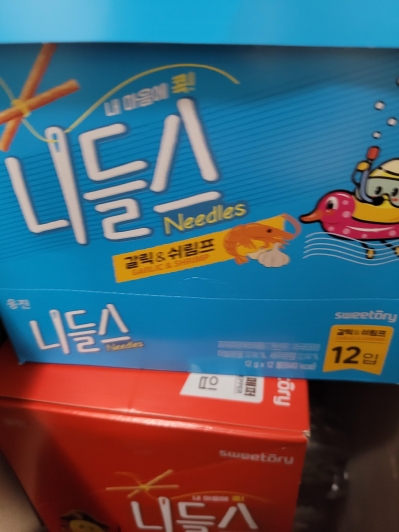 내 마음에 콕!
니들스
Needles
갈릭&쉬림프
GARLIC & SHRIMP
웅진
니들스
Needles
sweetory
갈릭&쉬림프
12입
sweetory
내 마음에 콕!
니들스